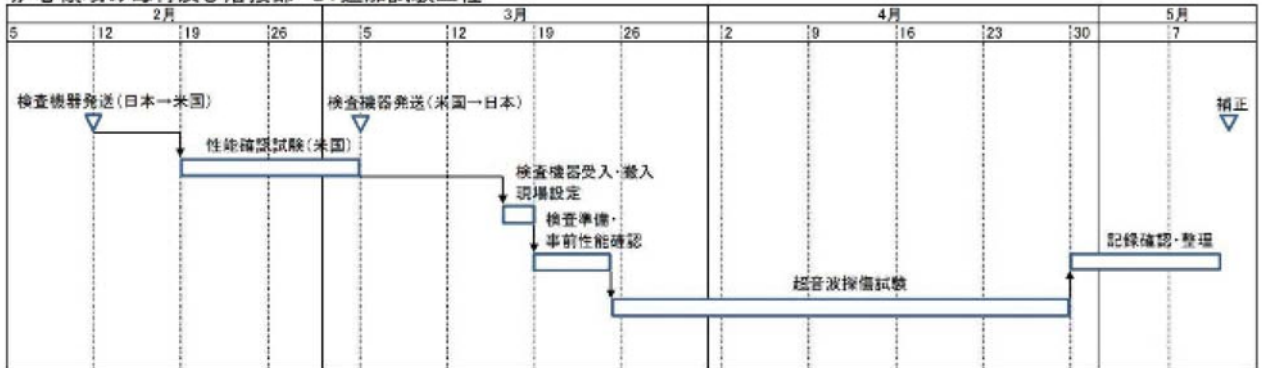 2月 3月 4月 5月
5 12 19 26 5 12 19 26 2 9 16 23 30 7
検査機器発送(日本→米国)
検査機器発送(米国→日本)
補正
性能確認試験(米国)
検査機器受入・搬入
現場設定
検査準備・
事前性能確認
記録確認・整理
超音波探傷試験